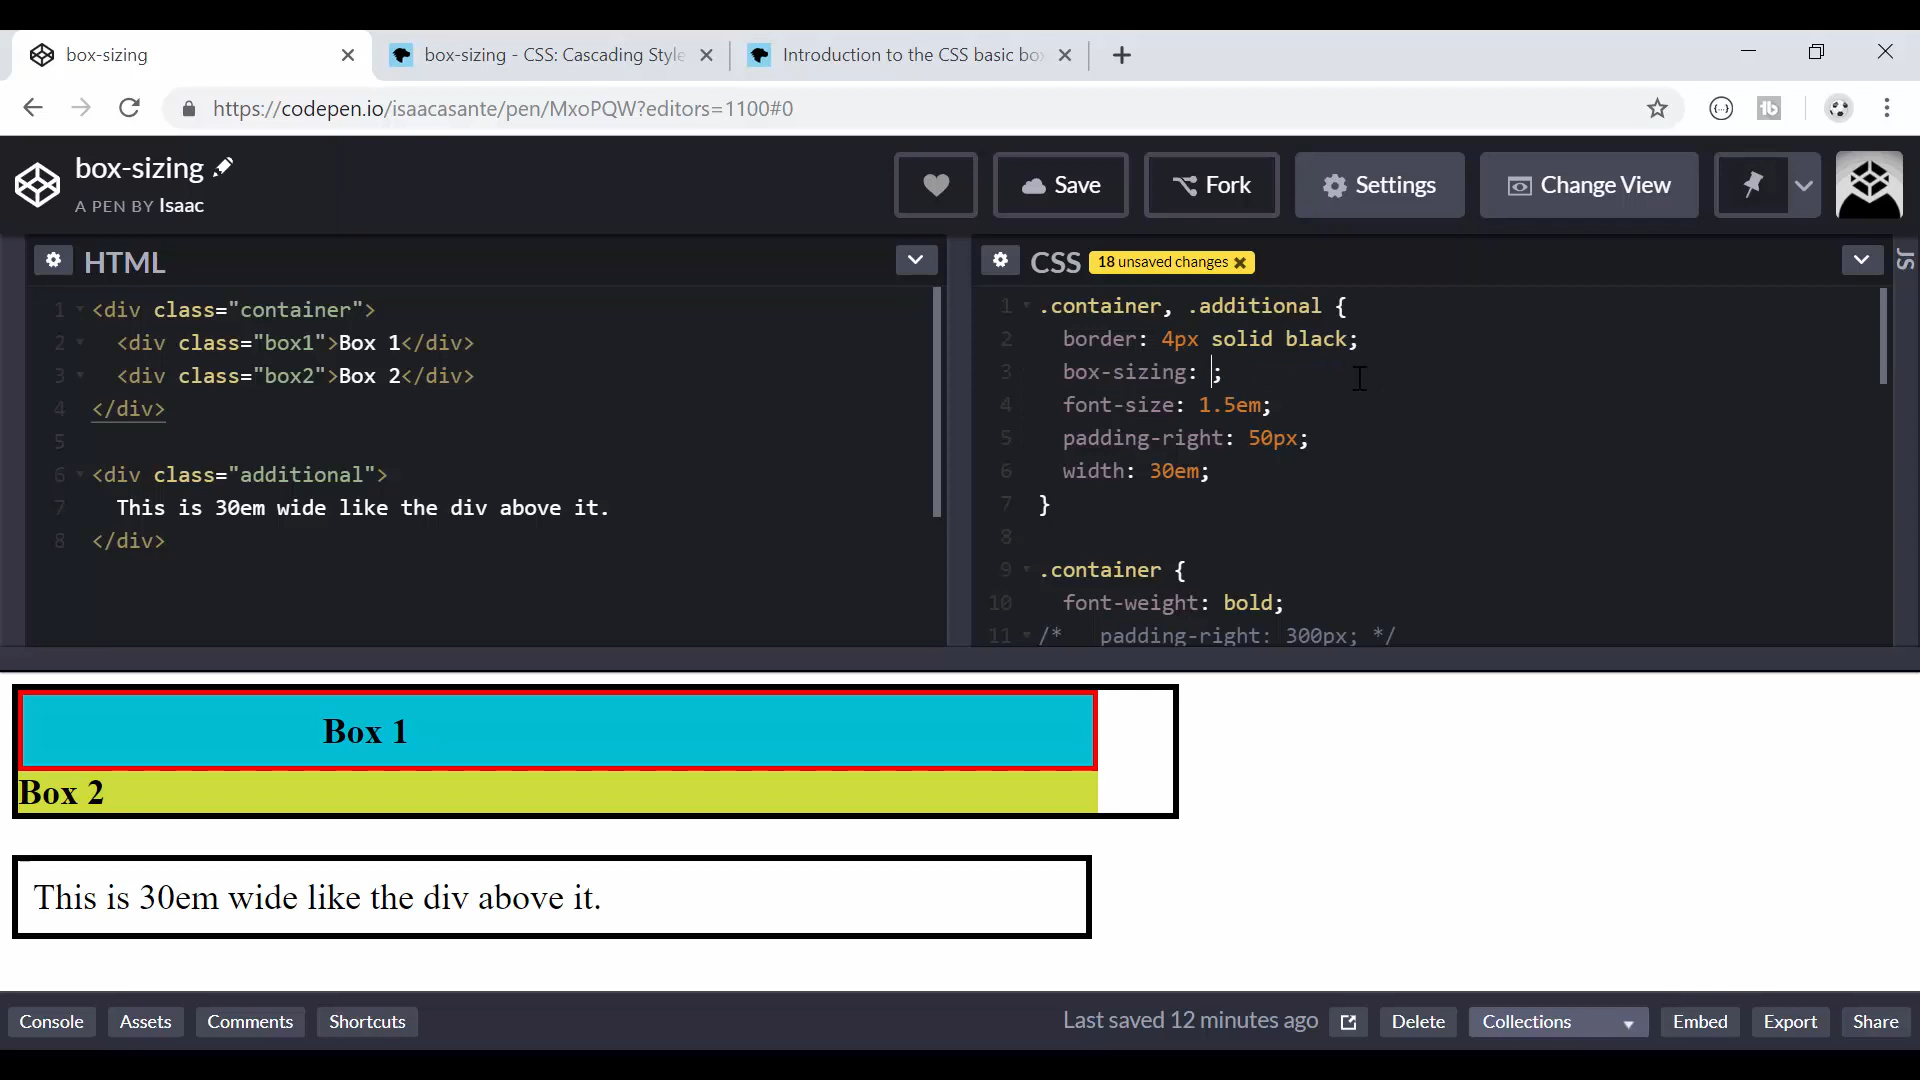 box-sizing
box-sizing - CSS: Cascading Style
Introduction to the CSS basic box
https://codepen.io/isaacasante/pen/MxoPQW?editors=1100#0
box-sizing
A PEN BY Isaac
Save
Fork
Settings
Change View
HTML
1 <div class="container">
2 <div class="box1">Box 1</div>
3 <div class="box2">Box 2</div>
4 </div>
5
6 <div class="additional">
7 This is 30em wide like the div above it.
8 </div>
CSS 18 unsaved changes ×
JS
1 .container, .additional {
2 border: 4px solid black;
3 box-sizing: ;
4 font-size: 1.5em;
5 padding-right: 50px;
6 width: 30em;
7 }
8
9 .container {
10 font-weight: bold;
11 /* padding-right: 300px; */
Box 1
Box 2
This is 30em wide like the div above it.
Console
Assets
Comments
Shortcuts
Last saved 12 minutes ago
Delete
Collections
Embed
Export
Share